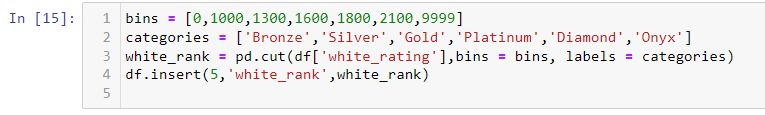 In [15]:
1 bins = [0,1000,1300,1600,1800,2100,9999]
2 categories = ['Bronze','Silver','Gold','Platinum','Diamond','Onyx']
3 white_rank = pd.cut(df['white_rating'],bins = bins, labels = categories)
4 df.insert(5,'white_rank',white_rank)
5